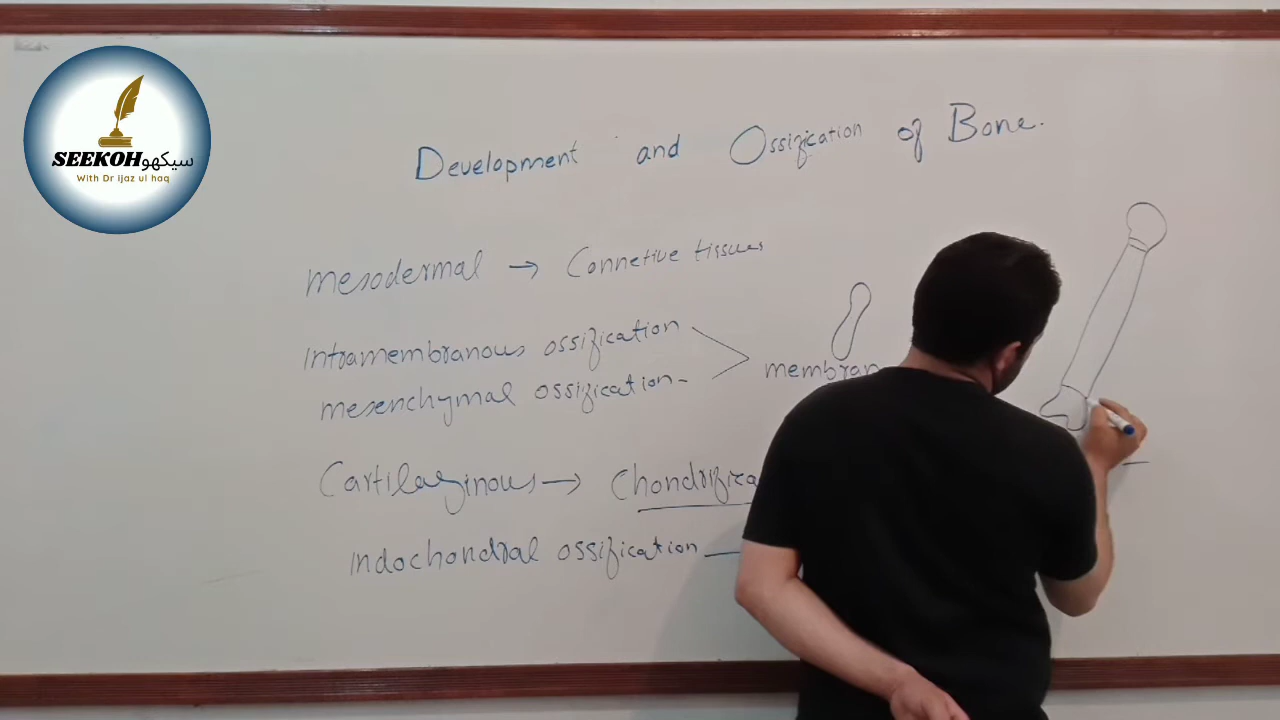 SEEKOH سیکھو
With Dr ijaz ul haq
Development and Ossification of Bone.
mesodermal → Connetive tissues
Intramembranous ossification
membran
mesenchymal ossification-
Cartilaginous → Chondrifica
Indochondral ossification —